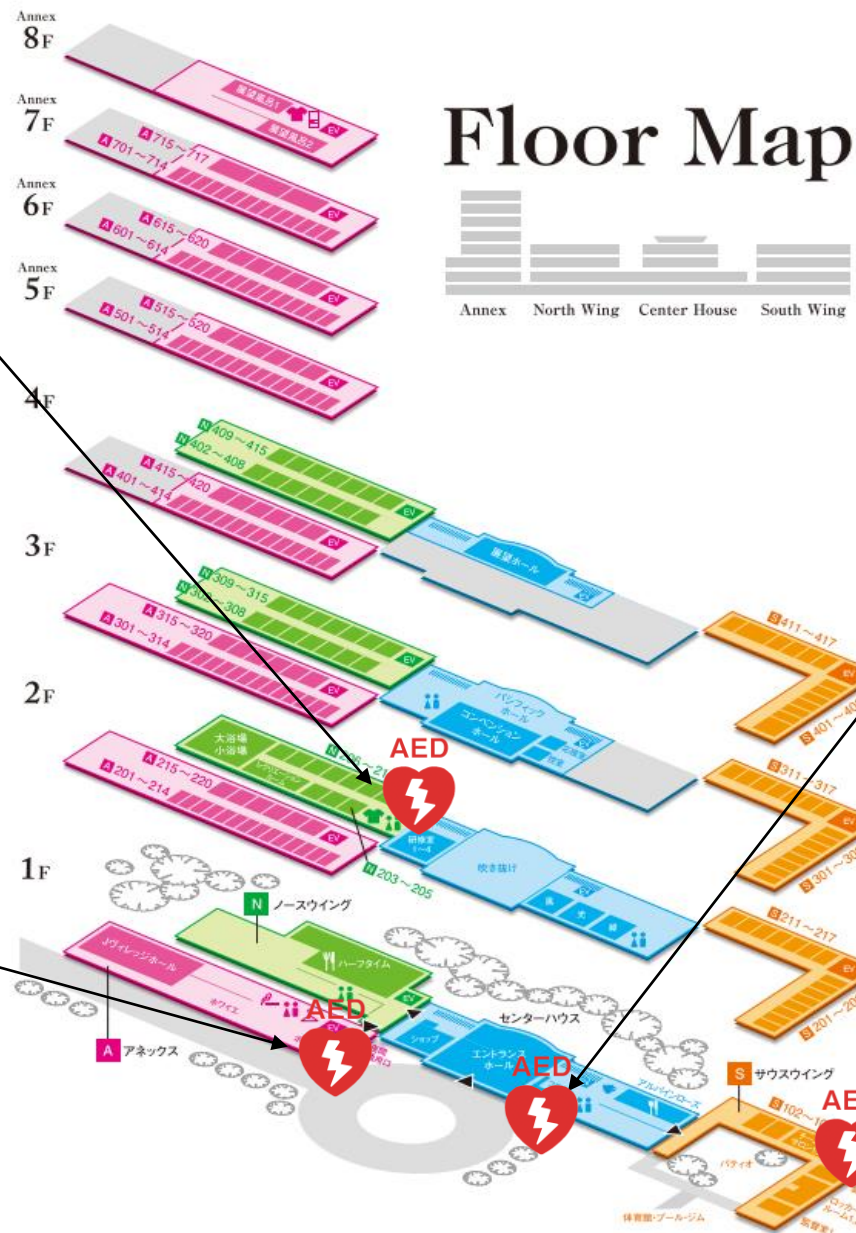 Annex
8F
展望風呂1
展望風呂2
EV
Floor Map
Annex
North Wing
Center House
South Wing
Annex
7F
A 715～717
A 701～714
EV
Annex
6F
A 615～620
A 601～614
EV
Annex
5F
A 515～520
A 501～514
EV
4F
N 409～415
N 402～408
EV
A 415～420
A 401～414
EV
展望ホール
S 411～417
EV
3F
N 309～315
EV
A 315～320
A 301～314
EV
パシフィック
ホール
コンベンション
ホール
S 311～317
EV
2F
大浴場
小浴場
AED
A 215～220
A 201～214
EV
研修室
1～4
N 203～205
吹き抜け
風
光
S 211～217
EV
1F
N ノースウイング
Jヴィレッジホール
ハーフタイム
ホワイエ
EV
AED
EV
A アネックス
ショップ
センターハウス
エントランス
ホール
AED
アルパインローズ
S サウスウイング
パティオ
体育館・プール・ジム